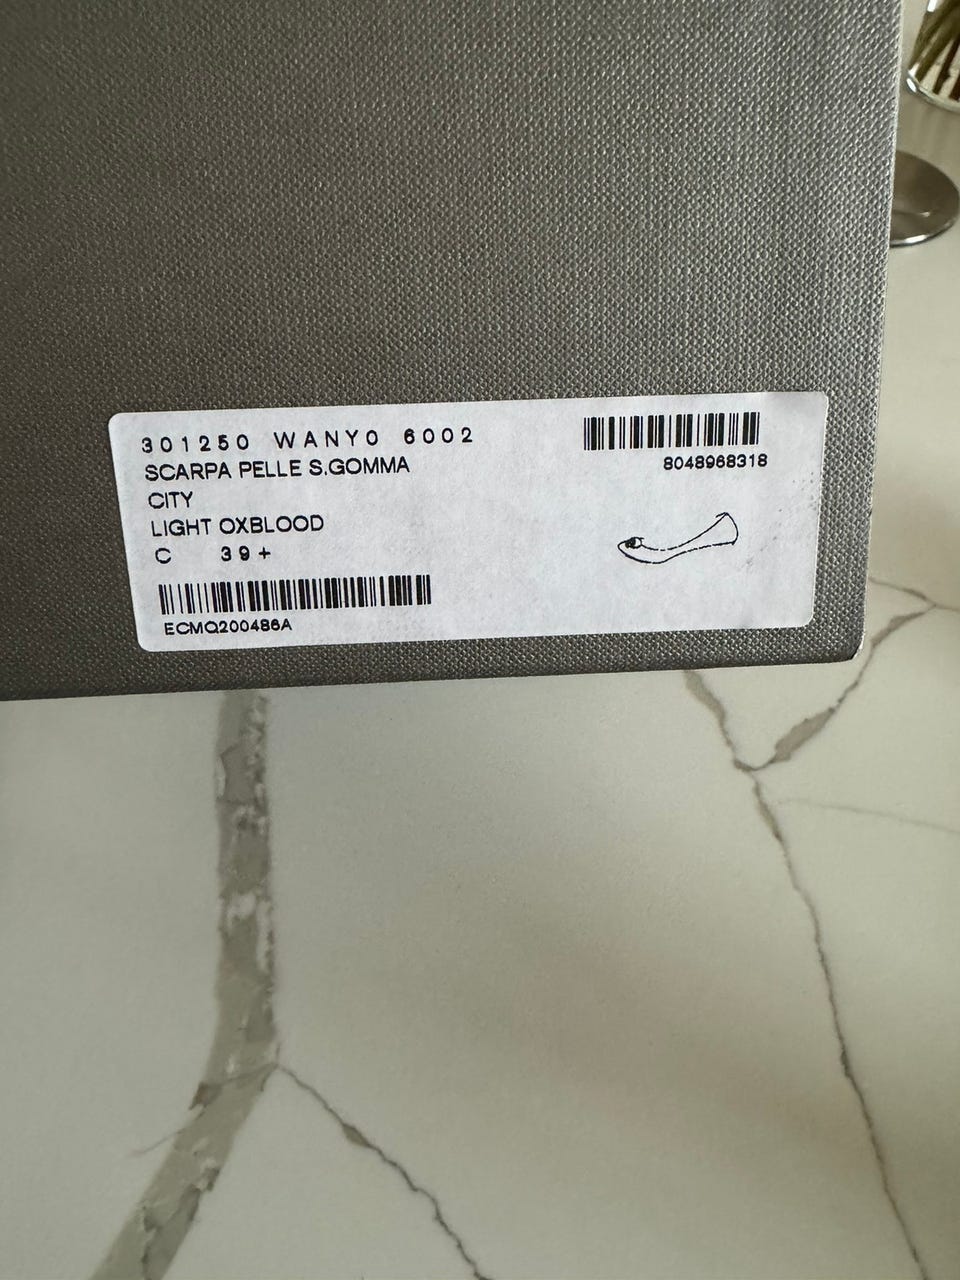 301250 WANY0 6002
8048968318
SCARPA PELLE S.GOMMA
CITY
LIGHT OXBLOOD
C 39+
ECMQ200486A